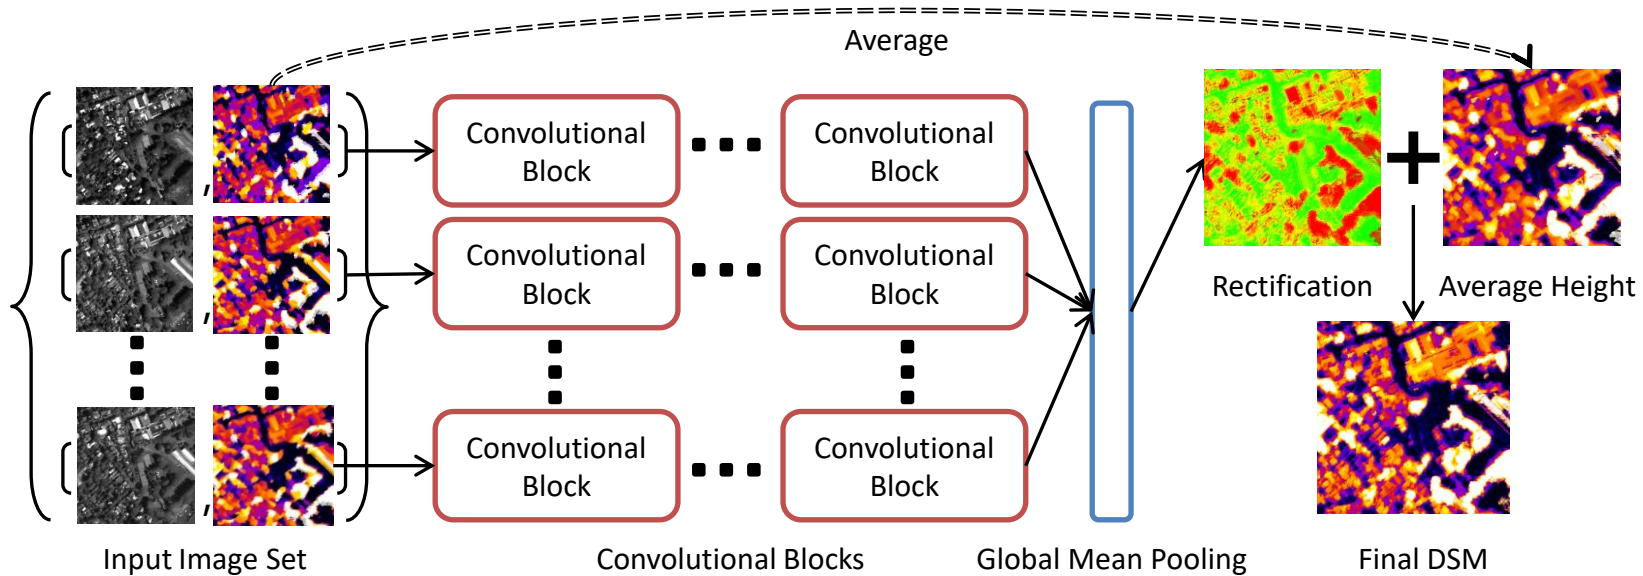 Average
,
Convolutional
Block
Convolutional
Block
,
Convolutional
Block
Convolutional
Block
Rectification
Average Height
,
Convolutional
Block
Convolutional
Block
Input Image Set
Convolutional Blocks
Global Mean Pooling
Final DSM